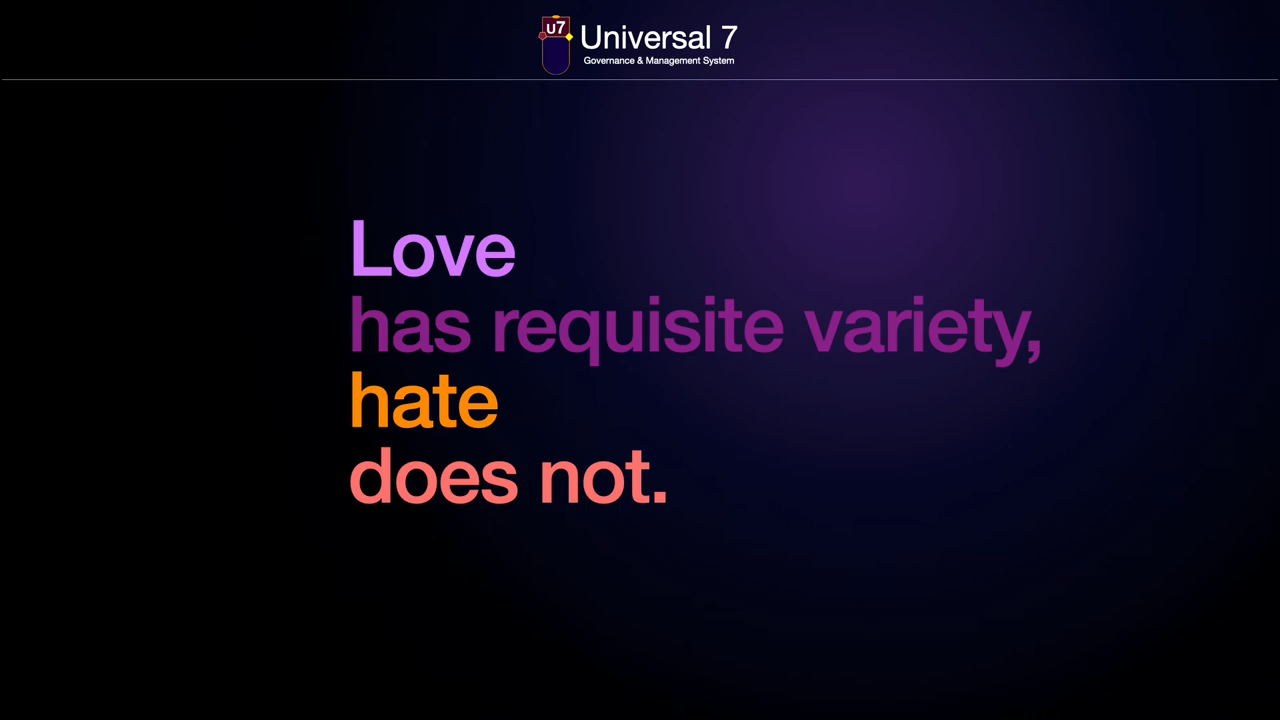 U7
Universal 7
Governance & Management System
Love
has requisite variety,
hate
does not.